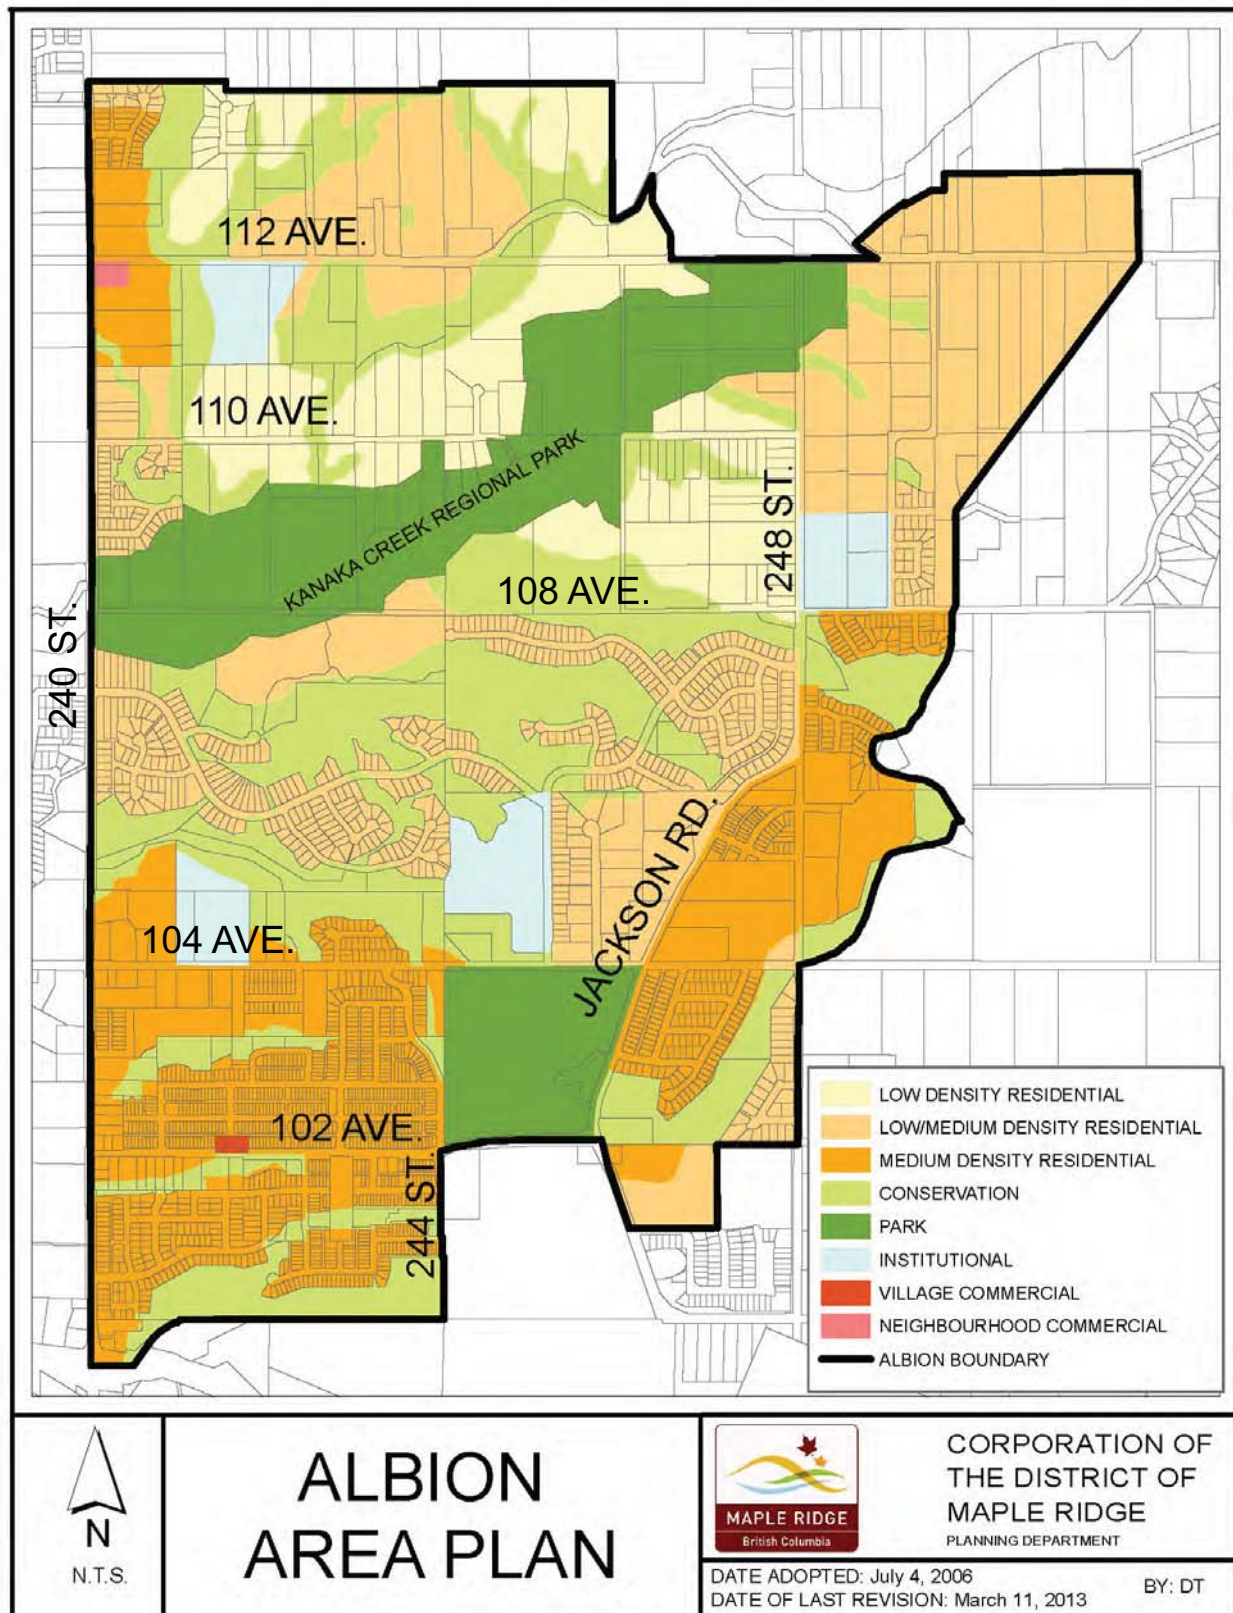 112 AVE.
110 AVE.
KANAKA CREEK REGIONAL PARK
248 ST.
108 AVE.
240 ST.
JACKSON RD.
104 AVE.
102 AVE.
244 ST.
LOW DENSITY RESIDENTIAL
LOW/MEDIUM DENSITY RESIDENTIAL
MEDIUM DENSITY RESIDENTIAL
CONSERVATION
PARK
INSTITUTIONAL
VILLAGE COMMERCIAL
NEIGHBOURHOOD COMMERCIAL
ALBION BOUNDARY
N
N.T.S.
ALBION
AREA PLAN
MAPLE RIDGE
British Columbia
CORPORATION OF
THE DISTRICT OF
MAPLE RIDGE
PLANNING DEPARTMENT
DATE ADOPTED: July 4, 2006
DATE OF LAST REVISION: March 11, 2013
BY: DT